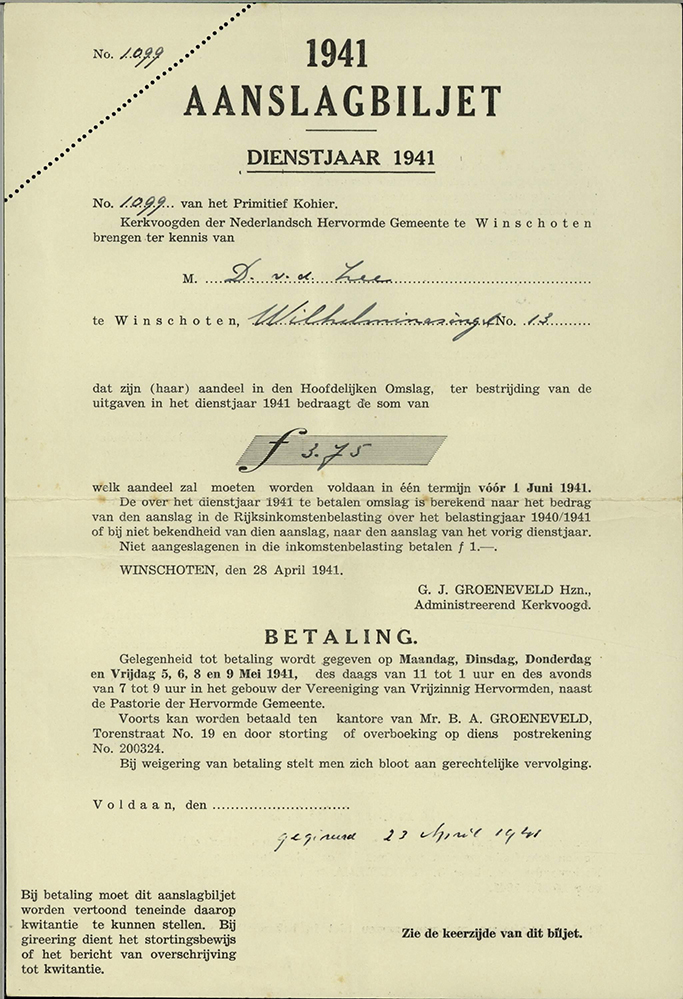 No. 1099
1941
AANSLAGBILJET
DIENSTJAAR 1941
No. 1099 van het Primitief Kohier.
Kerkvoogden der Nederlandsch Hervormde Gemeente te Winschoten
brengen ter kennis van
M. D. v. d. Lee
te Winschoten, Wilhelminasingel No. 13
dat zijn (haar) aandeel in den Hoofdelijken Omslag, ter bestrijding van de
uitgaven in het dienstjaar 1941 bedraagt de som van
f 3.75
welk aandeel zal moeten worden voldaan in één termijn vóór 1 Juni 1941.
De over het dienstjaar 1941 te betalen omslag is berekend naar het bedrag
van den aanslag in de Rijksinkomstenbelasting over het belastingjaar 1940/1941
of bij niet bekendheid van dien aanslag, naar den aanslag van het vorig dienstjaar.
Niet aangeslagenen in die inkomstenbelasting betalen f 1.—.
WINSCHOTEN, den 28 April 1941.
G. J. GROENEVELD Hzn.,
Administreerend Kerkvoogd.
BETALING.
Gelegenheid tot betaling wordt gegeven op Maandag, Dinsdag, Donderdag
en Vrijdag 5, 6, 8 en 9 Mei 1941, des daags van 11 tot 1 uur en des avonds
van 7 tot 9 uur in het gebouw der Vereeniging van Vrijzinnig Hervormden, naast
de Pastorie der Hervormde Gemeente.
Voorts kan worden betaald ten kantore van Mr. B. A. GROENEVELD,
Torenstraat No. 19 en door storting of overboeking op diens postrekening
No. 200324.
Bij weigering van betaling stelt men zich bloot aan gerechtelijke vervolging.
Voldaan, den
gegireerd 23 April 1941
Bij betaling moet dit aanslagbiljet
worden vertoond teneinde daarop
kwitantie te kunnen stellen. Bij
gireering dient het stortingsbewijs
of het bericht van overschrijving
tot kwitantie.
Zie de keerzijde van dit biljet.